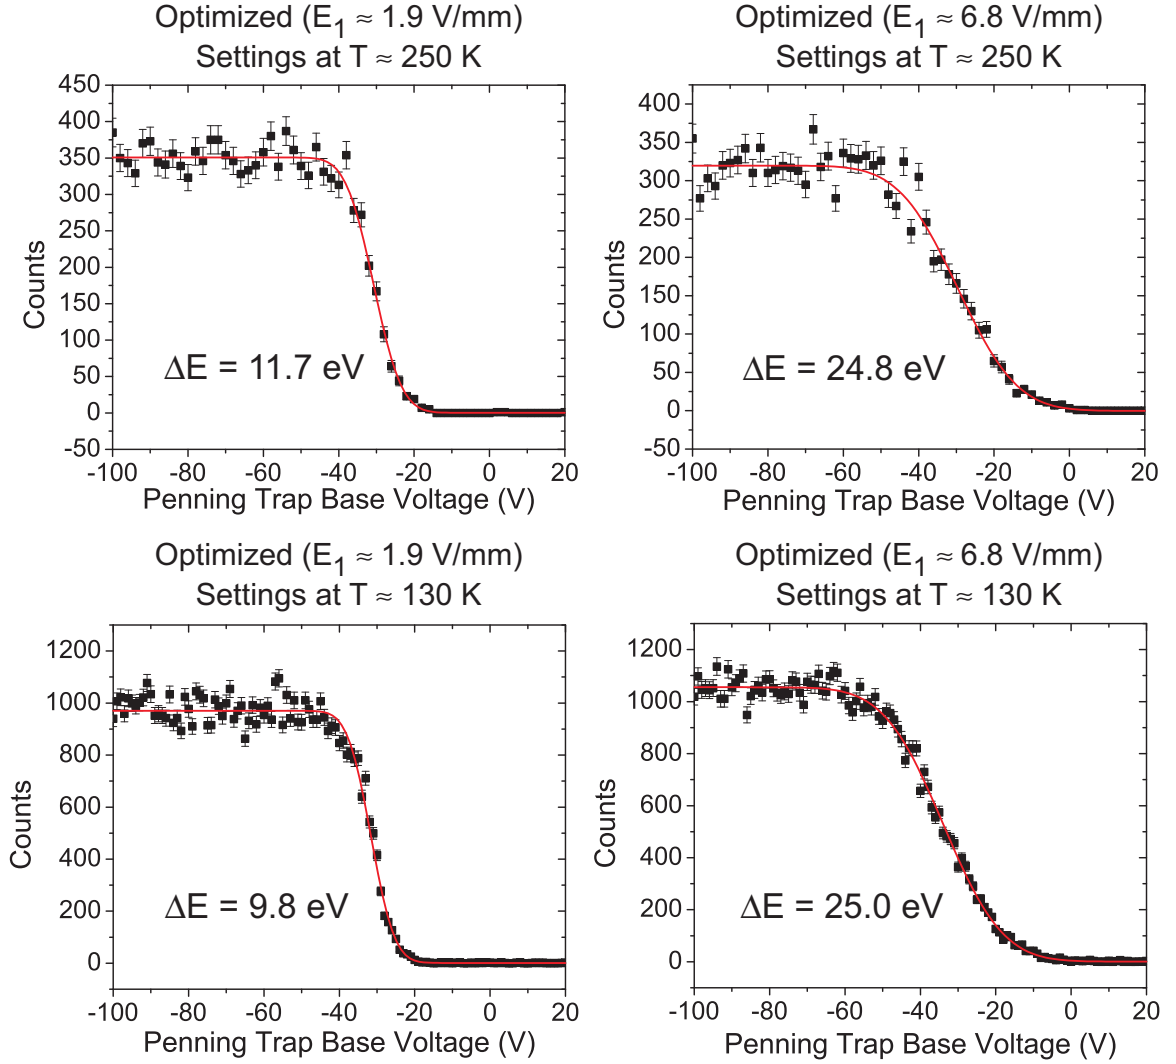 Optimized (E1 ≈ 1.9 V/mm)
Settings at T ≈ 250 K
450
400
350
300
250
200
150
100
50
0
-50
Counts
ΔE = 11.7 eV
-100 -80 -60 -40 -20 0 20
Penning Trap Base Voltage (V)
Optimized (E1 ≈ 6.8 V/mm)
Settings at T ≈ 250 K
400
350
300
250
200
150
100
50
0
-50
Counts
ΔE = 24.8 eV
-100 -80 -60 -40 -20 0 20
Penning Trap Base Voltage (V)
Optimized (E1 ≈ 1.9 V/mm)
Settings at T ≈ 130 K
1200
1000
800
600
400
200
0
Counts
ΔE = 9.8 eV
-100 -80 -60 -40 -20 0 20
Penning Trap Base Voltage (V)
Optimized (E1 ≈ 6.8 V/mm)
Settings at T ≈ 130 K
1200
1000
800
600
400
200
0
Counts
ΔE = 25.0 eV
-100 -80 -60 -40 -20 0 20
Penning Trap Base Voltage (V)